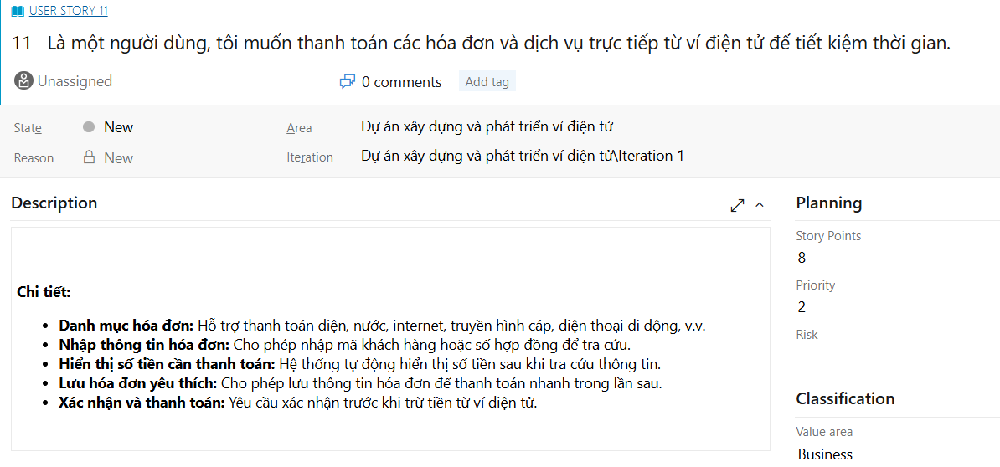 USER STORY 11
11 Là một người dùng, tôi muốn thanh toán các hóa đơn và dịch vụ trực tiếp từ ví điện tử để tiết kiệm thời gian.
Unassigned
0 comments
Add tag
State
New
Area
Dự án xây dựng và phát triển ví điện tử
Reason
New
Iteration
Dự án xây dựng và phát triển ví điện tử\Iteration 1
Description
Chi tiết:
• Danh mục hóa đơn: Hỗ trợ thanh toán điện, nước, internet, truyền hình cáp, điện thoại di động, v.v.
• Nhập thông tin hóa đơn: Cho phép nhập mã khách hàng hoặc số hợp đồng để tra cứu.
• Hiển thị số tiền cần thanh toán: Hệ thống tự động hiển thị số tiền sau khi tra cứu thông tin.
• Lưu hóa đơn yêu thích: Cho phép lưu thông tin hóa đơn để thanh toán nhanh trong lần sau.
• Xác nhận và thanh toán: Yêu cầu xác nhận trước khi trừ tiền từ ví điện tử.
Planning
Story Points
8
Priority
2
Risk
Classification
Value area
Business